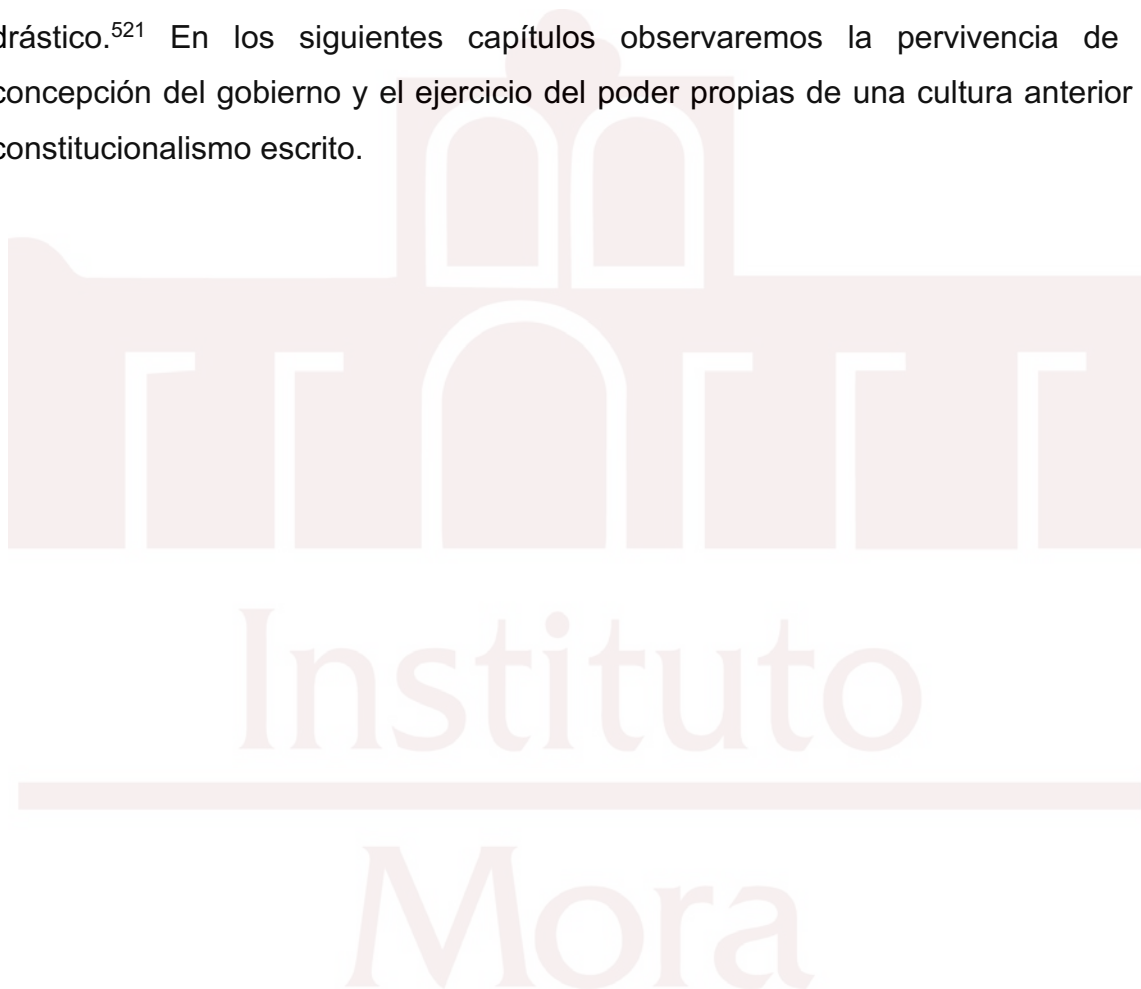 drástico.521 En los siguientes capítulos observaremos la pervivencia de
concepción del gobierno y el ejercicio del poder propias de una cultura anterior
constitucionalismo escrito.
Instituto
Mora